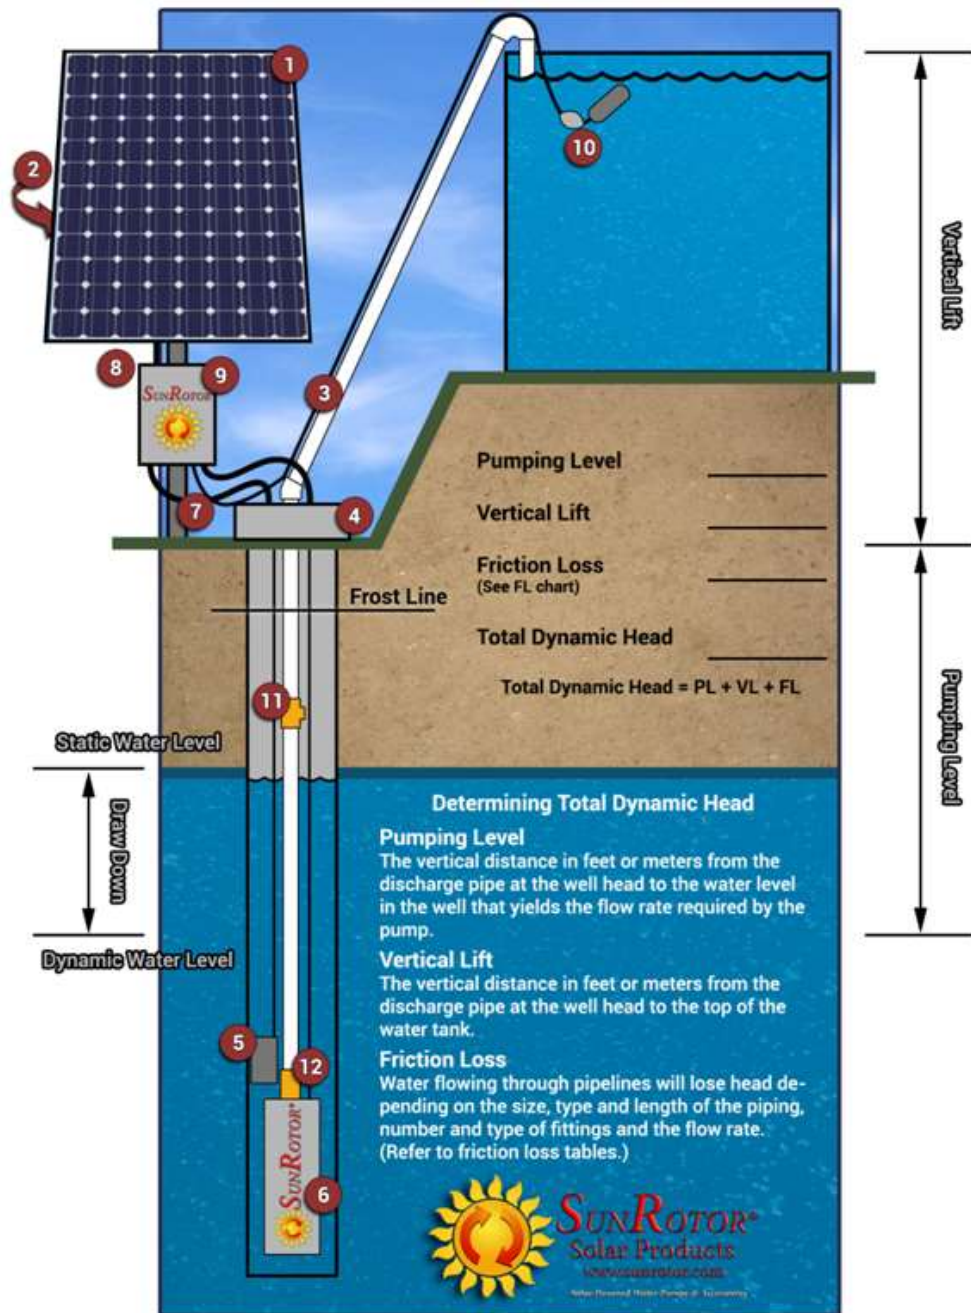 1
2
10
3
8
9
SUNROTOR
7
4
Vertical Lift
Pumping Level
Vertical Lift
Friction Loss
(See FL chart)
Total Dynamic Head
Total Dynamic Head = PL + VL + FL
Frost Line
11
Static Water Level
Draw Down
Dynamic Water Level
Pumping Level
Determining Total Dynamic Head
Pumping Level
The vertical distance in feet or meters from the
discharge pipe at the well head to the water level
in the well that yields the flow rate required by the
pump.
Vertical Lift
The vertical distance in feet or meters from the
discharge pipe at the well head to the top of the
water tank.
Friction Loss
Water flowing through pipelines will lose head de-
pending on the size, type and length of the piping,
number and type of fittings and the flow rate.
(Refer to friction loss tables.)
5
12
SUNROTOR®
6
SUNROTOR®
Solar Products
www.sunrotor.com
Solar Powered Water Pumps &